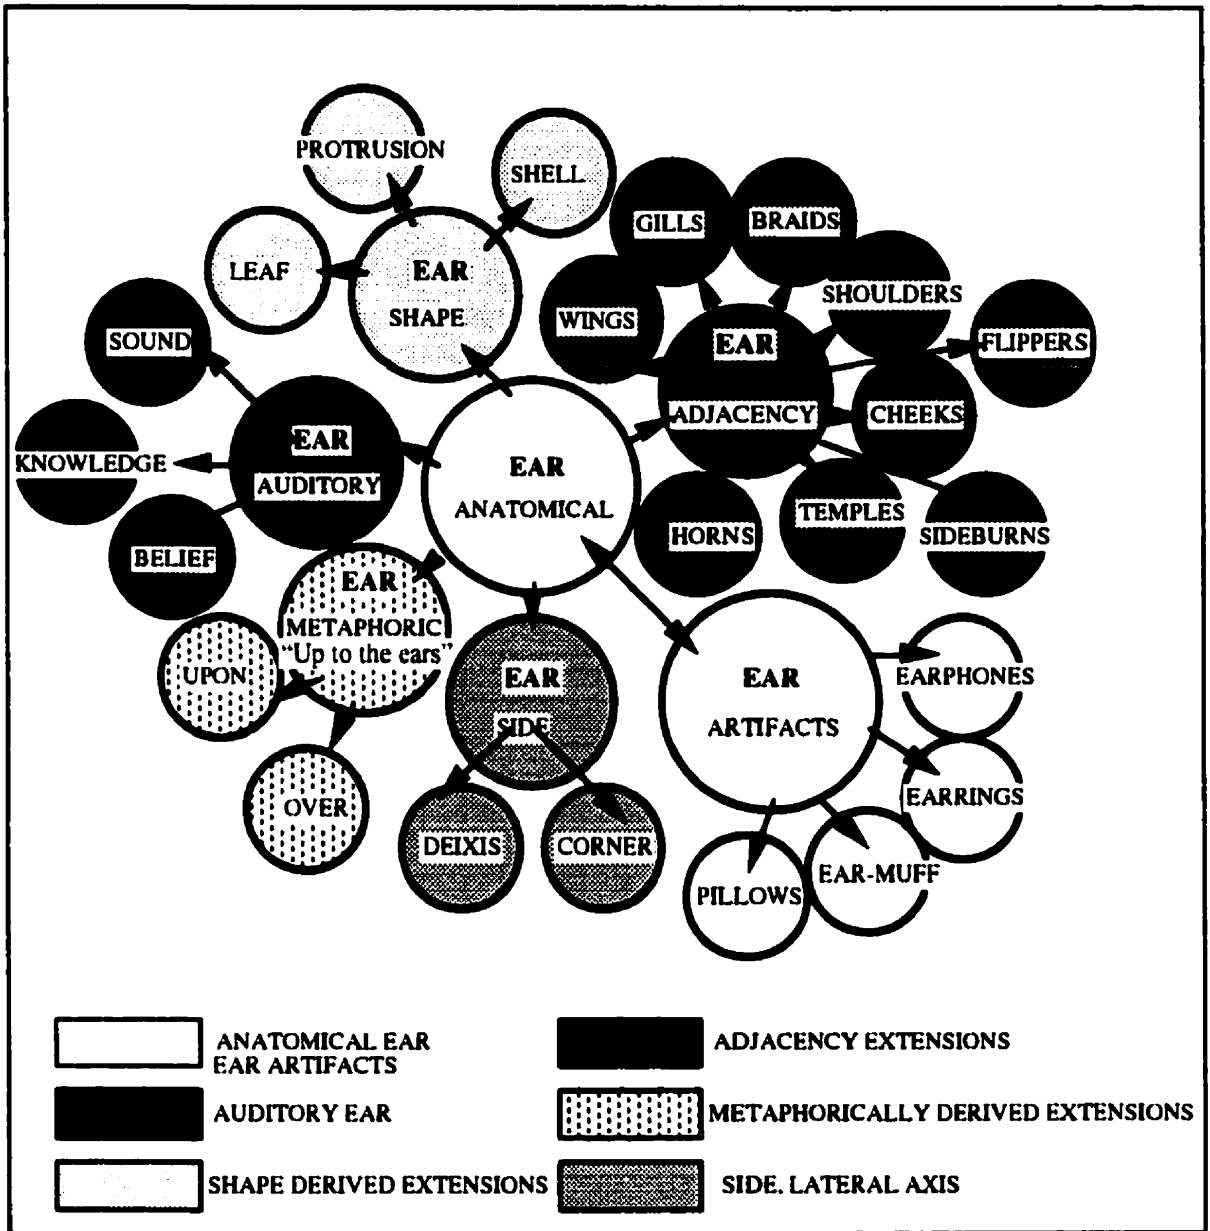 PROTRUSION
SHELL
GILLS
BRAIDS
LEAF
EAR
SHAPE
WINGS
SHOULDERS
SOUND
EAR
ADJACENCY
FLIPPERS
CHEEKS
KNOWLEDGE
EAR
AUDITORY
EAR
ANATOMICAL
BELIEF
HORNS
TEMPLES
SIDEBURNS
EAR
METAPHORIC
"Up to the ears"
UPON
OVER
EAR
SIDE
DEIXIS
CORNER
EAR
ARTIFACTS
EARPHONES
EARRINGS
EAR-MUFF
PILLOWS
ANATOMICAL EAR
EAR ARTIFACTS
ADJACENCY EXTENSIONS
AUDITORY EAR
METAPHORICALLY DERIVED EXTENSIONS
SHAPE DERIVED EXTENSIONS
SIDE. LATERAL AXIS